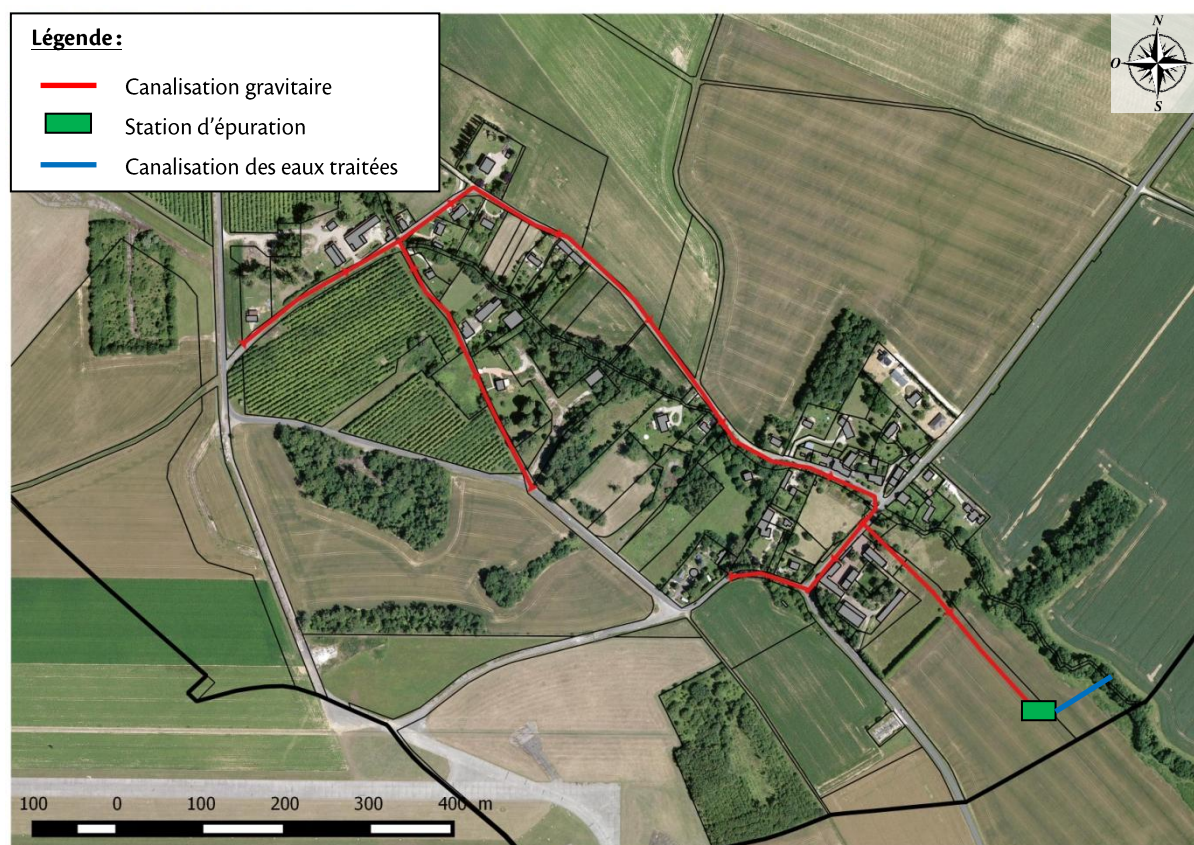 Légende :
Canalisation gravitaire
Station d'épuration
Canalisation des eaux traitées
N
O
S
100 0 100 200 300 400 m